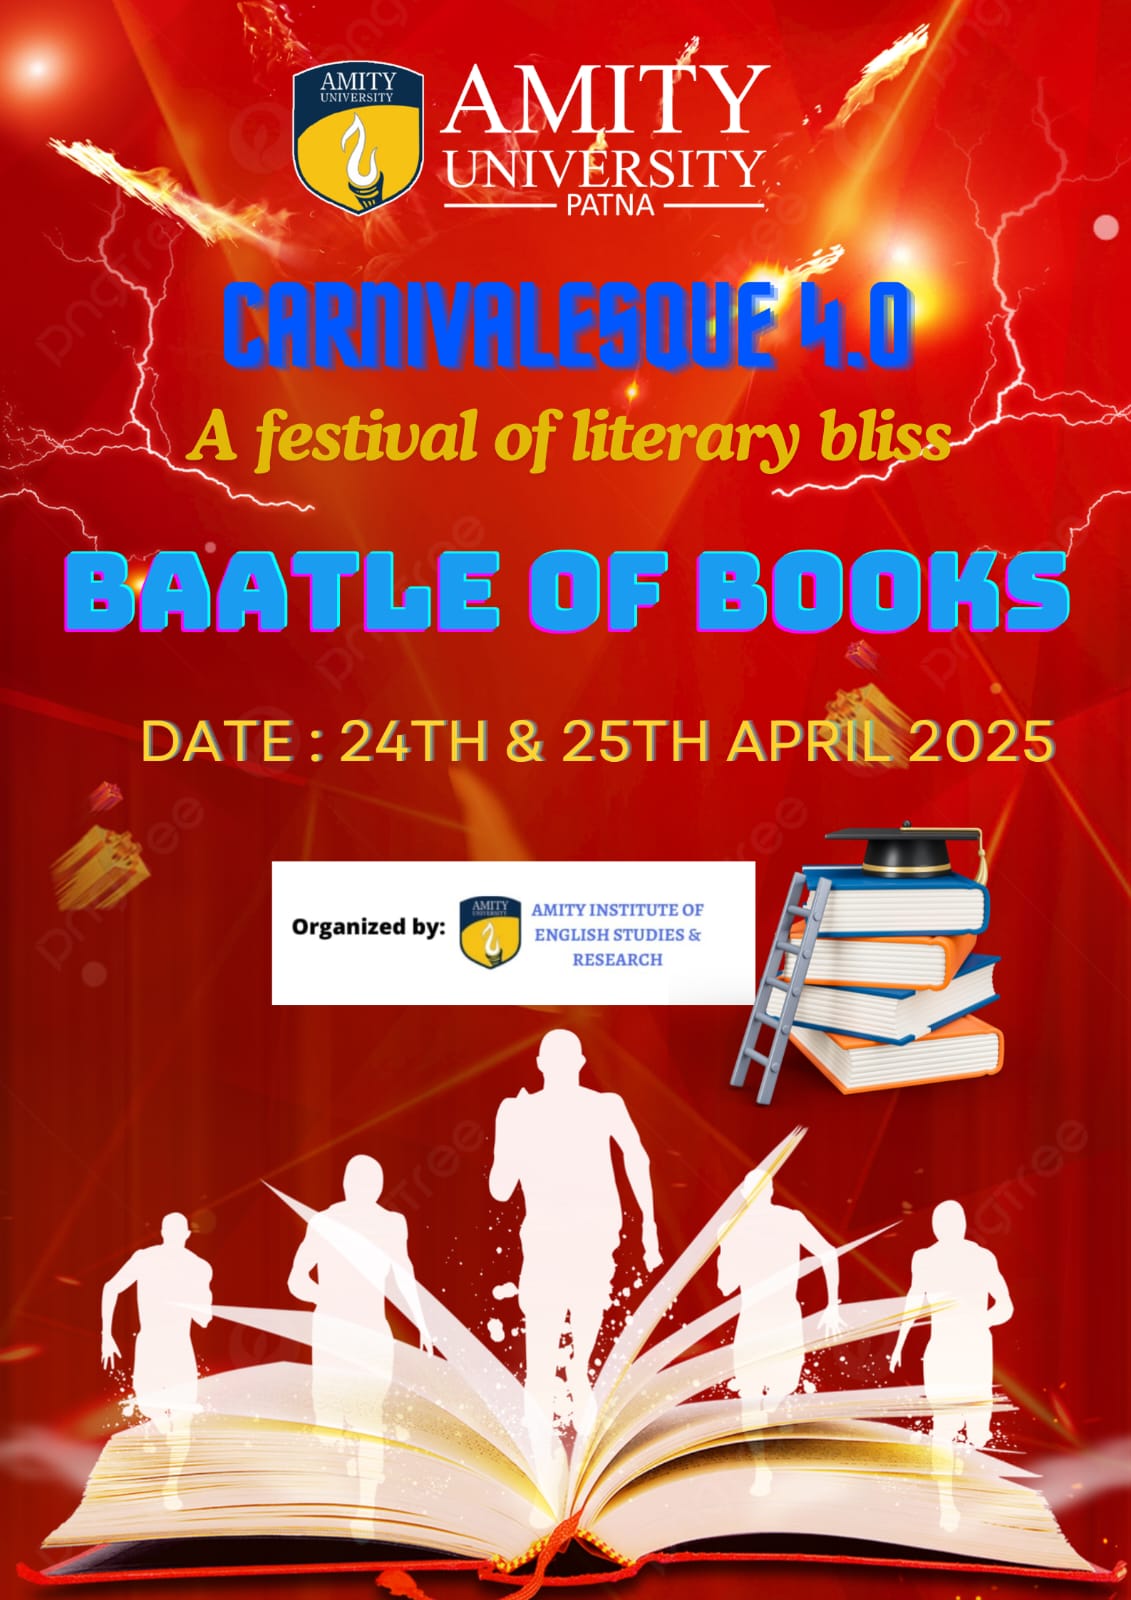 AMITY
UNIVERSITY
AMITY
UNIVERSITY
PATNA
CARNIVALESQUE 4.0
A festival of literary bliss
BAATLE OF BOOKS
DATE : 24TH & 25TH APRIL 2025
Organized by:
AMITY
UNIVERSITY
AMITY INSTITUTE OF
ENGLISH STUDIES &
RESEARCH
pngtree